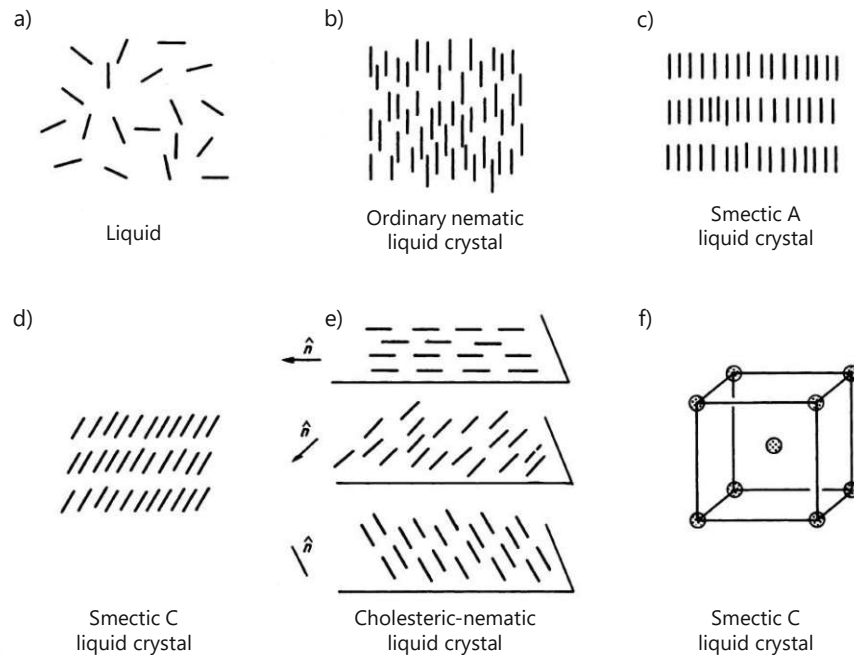 a)
b)
c)
Liquid
Ordinary nematic
liquid crystal
Smectic A
liquid crystal
d)
e)
f)
n̂
n̂
n̂
Smectic C
liquid crystal
Cholesteric-nematic
liquid crystal
Smectic C
liquid crystal